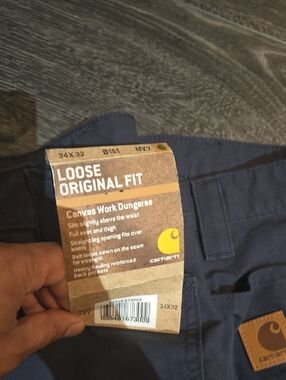 34X32 B151 NVY
LOOSE
ORIGINAL FIT
Canvas Work Dungaree
Sits slightly above the waist
Full seat and thigh
Straight leg opening fits over
boots
Belt loops sewn on the seam
for strength
Heavy-hauling reinforced
back pockets
carhartt
34X32
carhartt